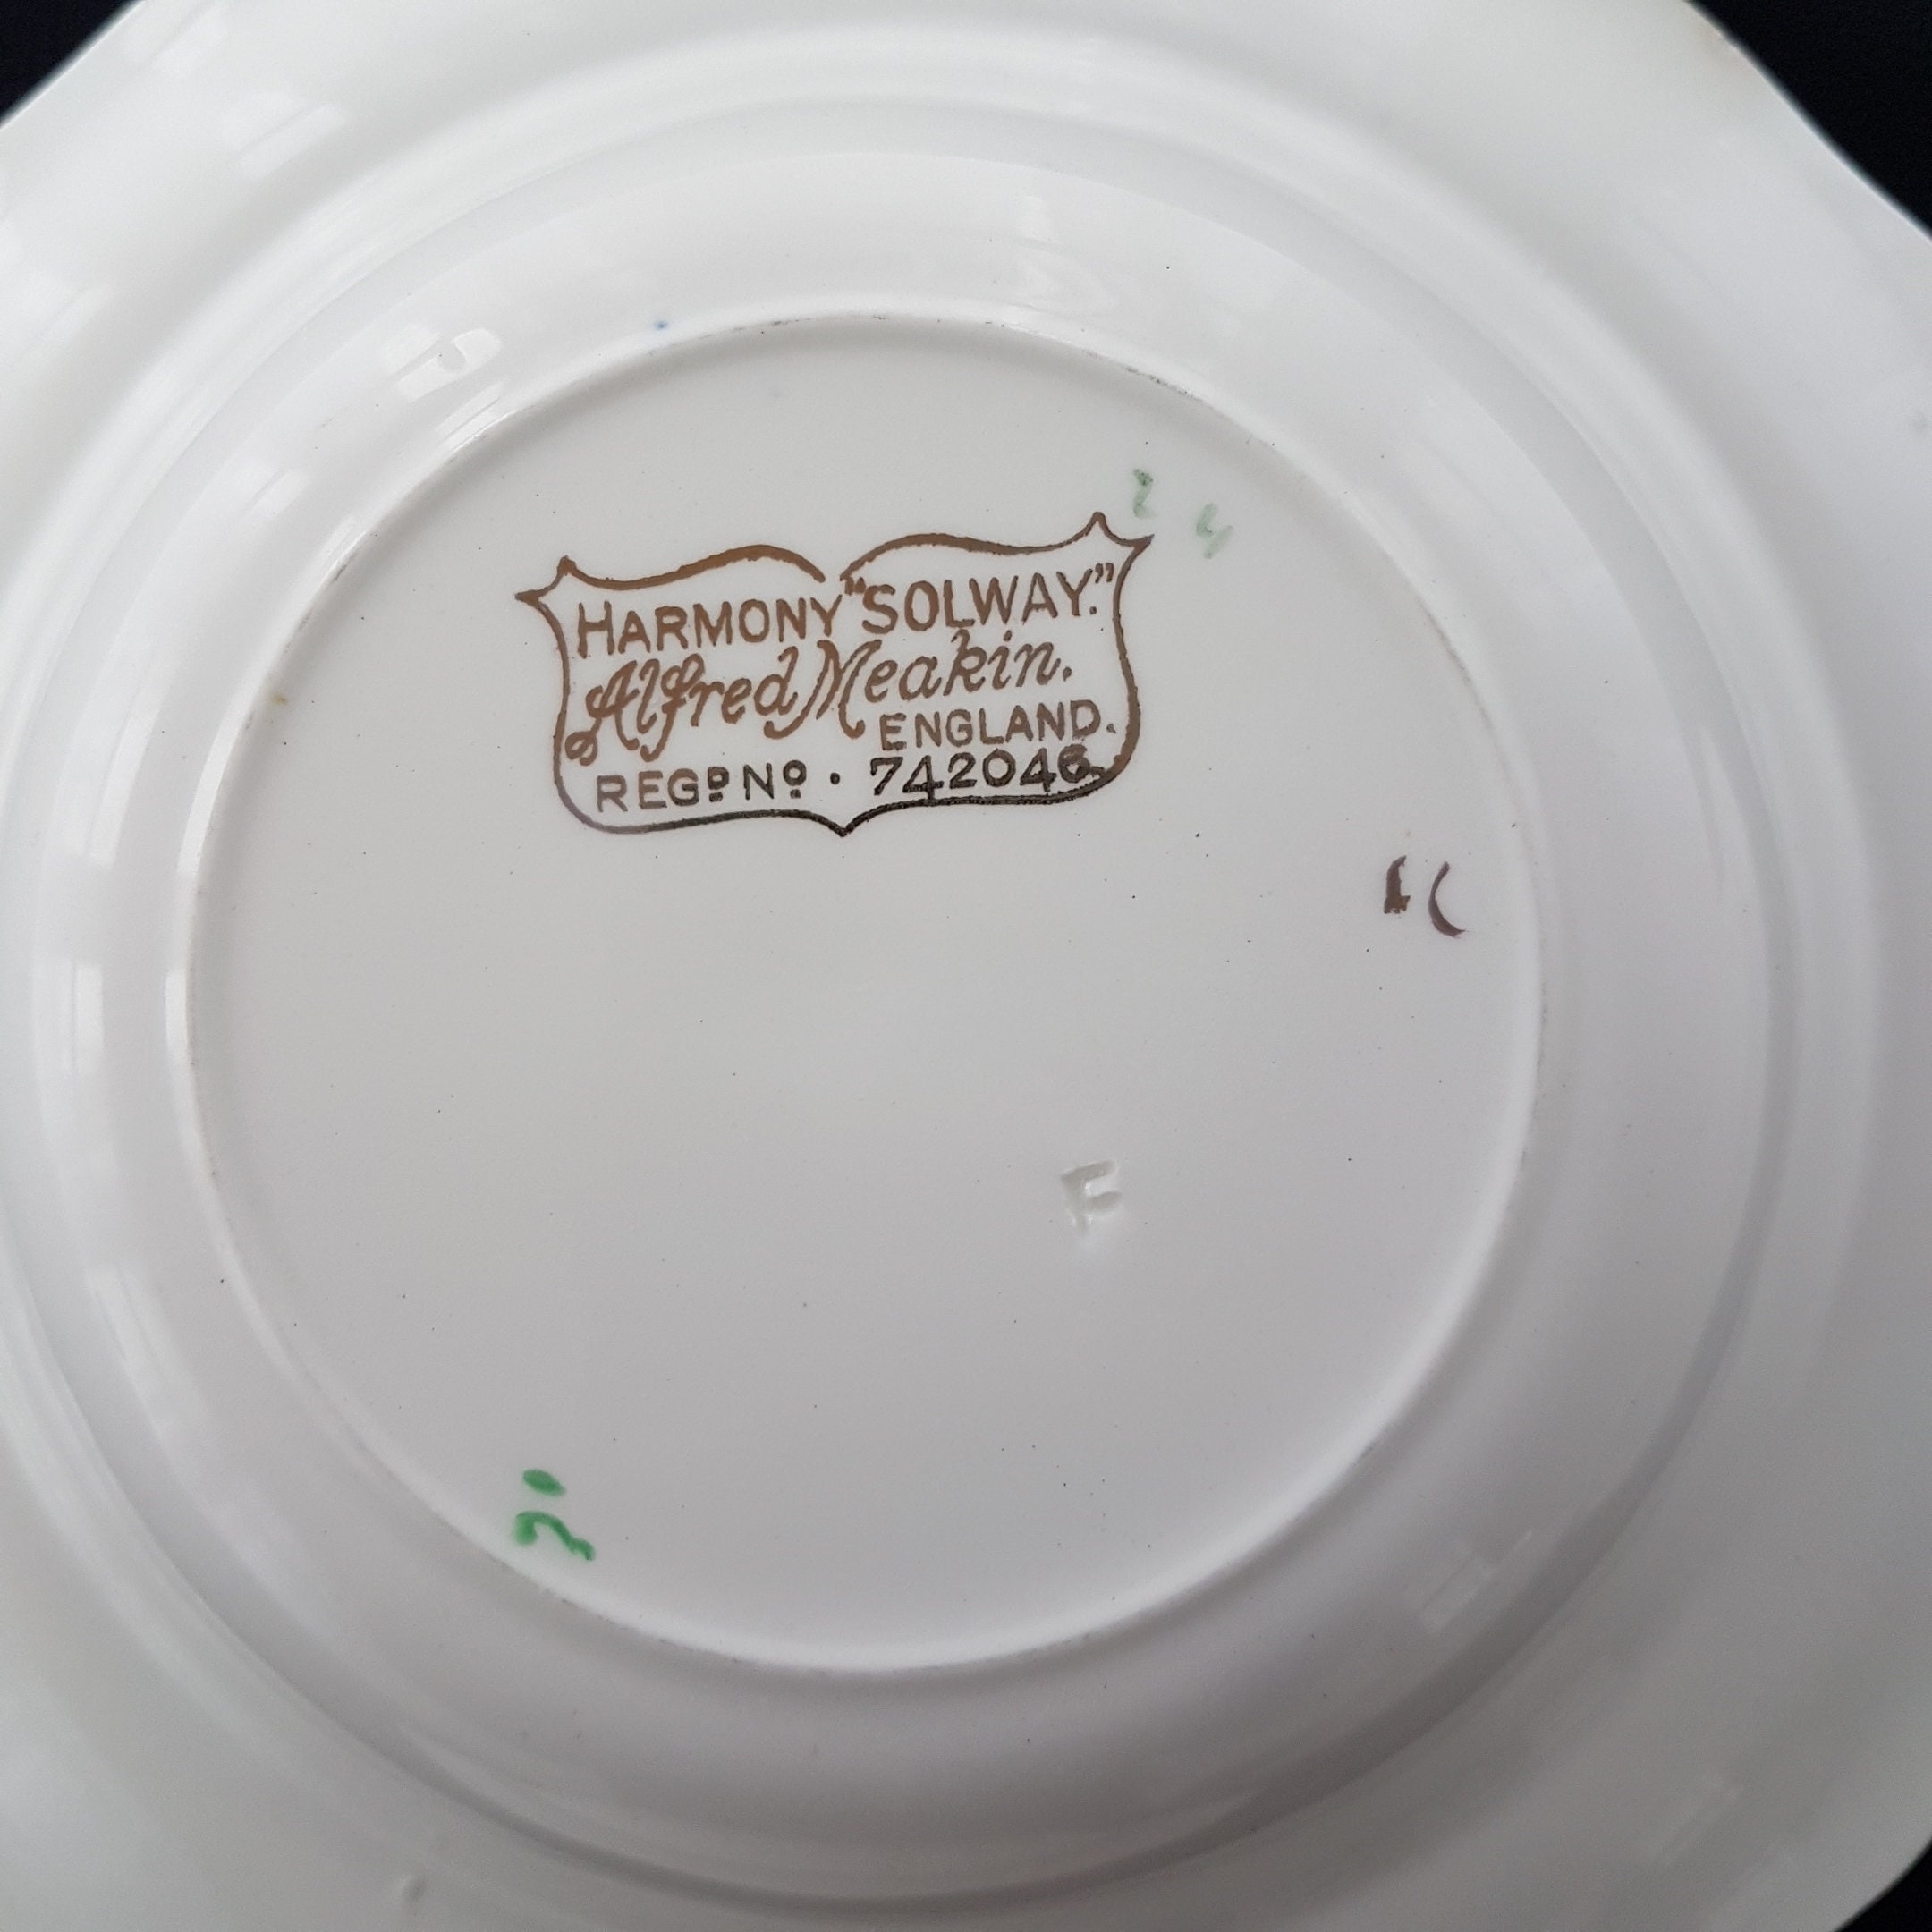 HARMONY "SOLWAY."
Alfred Meakin.
ENGLAND.
REGD No. 742046.
F